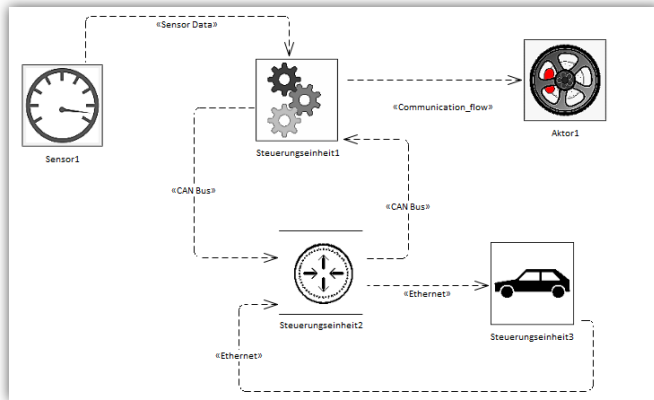 «Sensor Data»
Sensor1
Steuerungseinheit1
«Communication_flow»
Aktor1
«CAN Bus»
«CAN Bus»
Steuerungseinheit2
«Ethernet»
Steuerungseinheit3
«Ethernet»